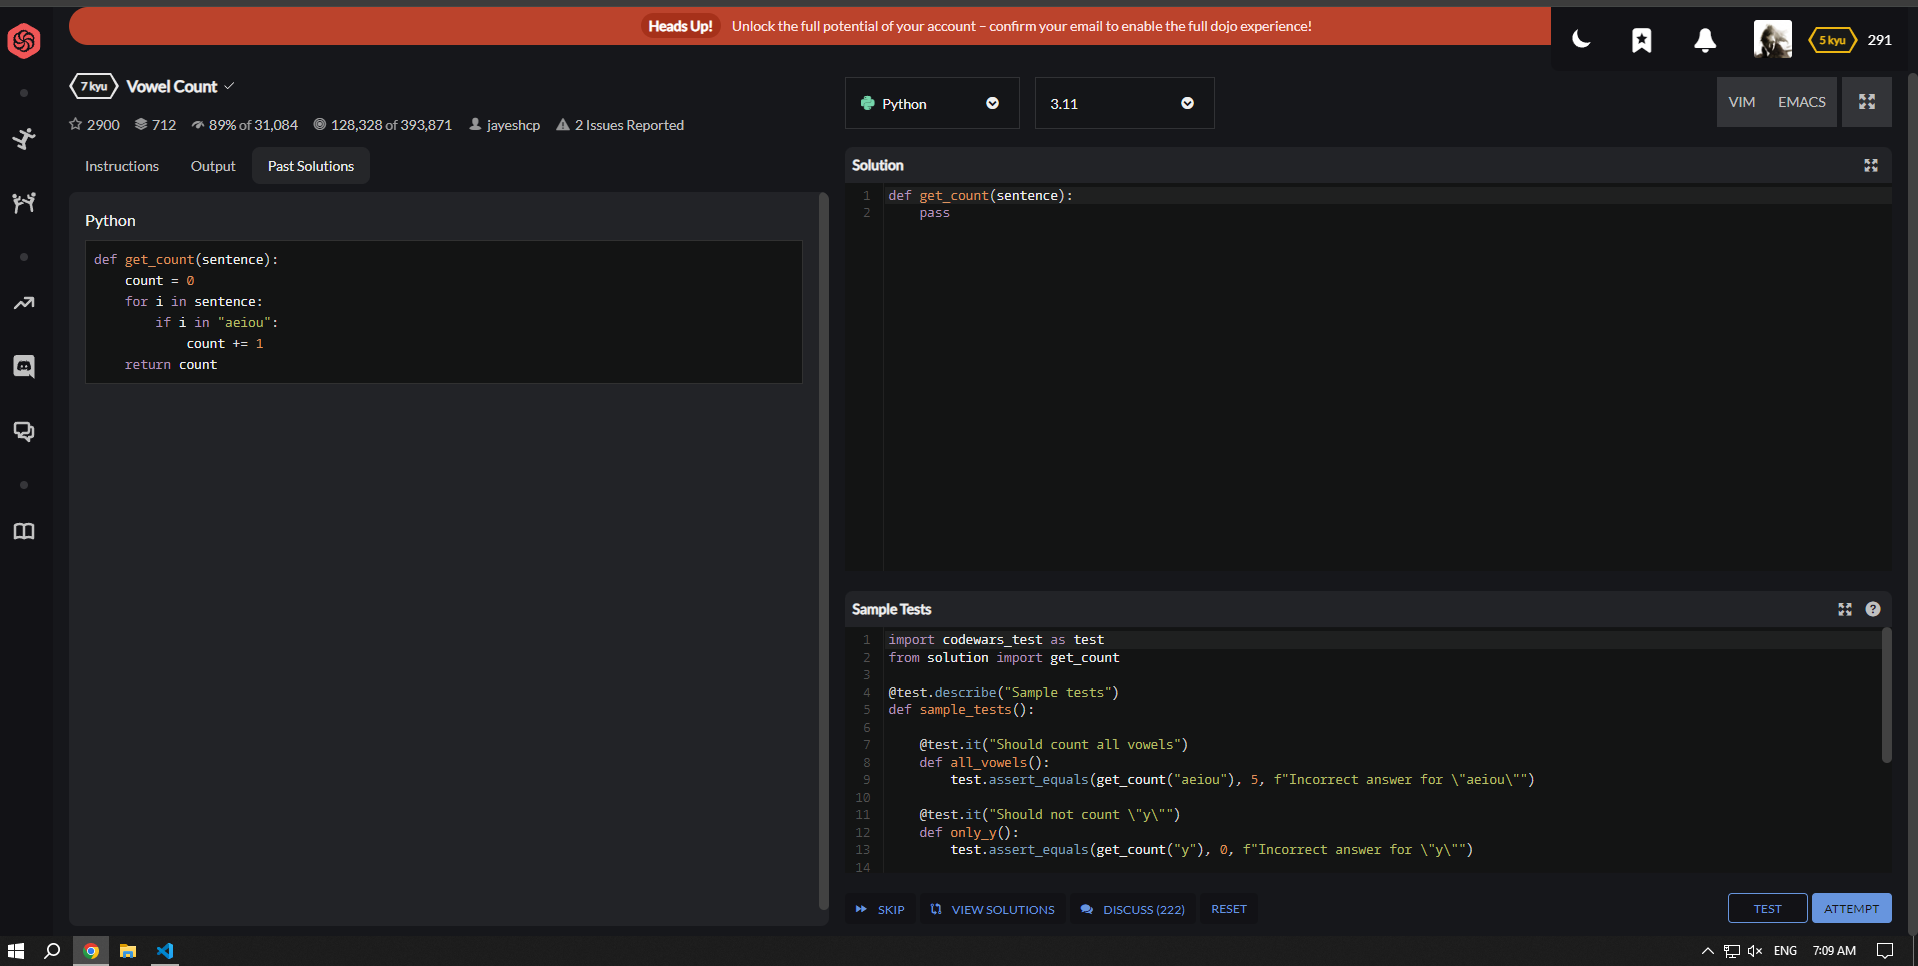 Heads Up! Unlock the full potential of your account – confirm your email to enable the full dojo experience!
5 kyu 291
7 kyu Vowel Count
2900 712 89% of 31,084 128,328 of 393,871 jayeshcp 2 Issues Reported
Instructions Output Past Solutions
Python
def get_count(sentence):
    count = 0
    for i in sentence:
        if i in "aeiou":
            count += 1
    return count
Python 3.11 VIM EMACS
Solution
1 def get_count(sentence):
2     pass
Sample Tests
1 import codewars_test as test
2 from solution import get_count
3
4 @test.describe("Sample tests")
5 def sample_tests():
6
7     @test.it("Should count all vowels")
8     def all_vowels():
9         test.assert_equals(get_count("aeiou"), 5, f"Incorrect answer for \"aeiou\"")
10
11     @test.it("Should not count \"y\"")
12     def only_y():
13         test.assert_equals(get_count("y"), 0, f"Incorrect answer for \"y\"")
14
SKIP VIEW SOLUTIONS DISCUSS (222) RESET TEST ATTEMPT
ENG 7:09 AM